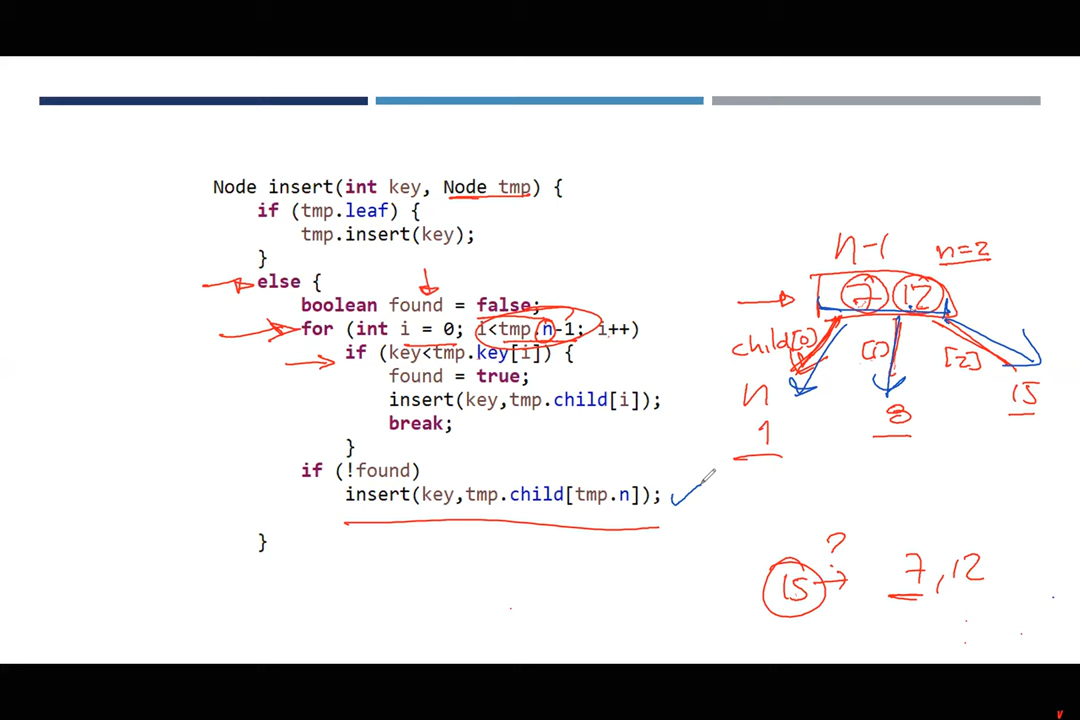 Node insert(int key, Node tmp) {
if (tmp.leaf) {
tmp.insert(key);
}
else {
boolean found = false;
for (int i = 0; i<tmp.n-1; i++)
if (key<tmp.key[i]) {
found = true;
insert(key,tmp.child[i]);
break;
}
if (!found)
insert(key,tmp.child[tmp.n]);
}
n-1 n=2
7 12
child[0] [1] [2]
n
1
8
15
?
15 → 7, 12